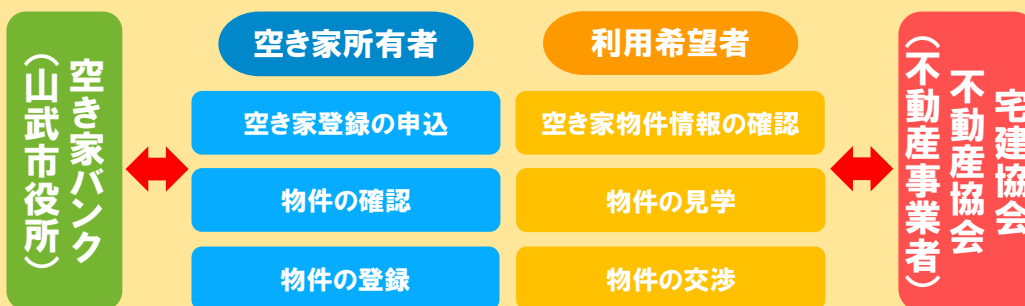 空き家バンク
（山武市役所）
空き家所有者
空き家登録の申込
物件の確認
物件の登録
利用希望者
空き家物件情報の確認
物件の見学
物件の交渉
宅建協会
不動産協会
（不動産事業者）